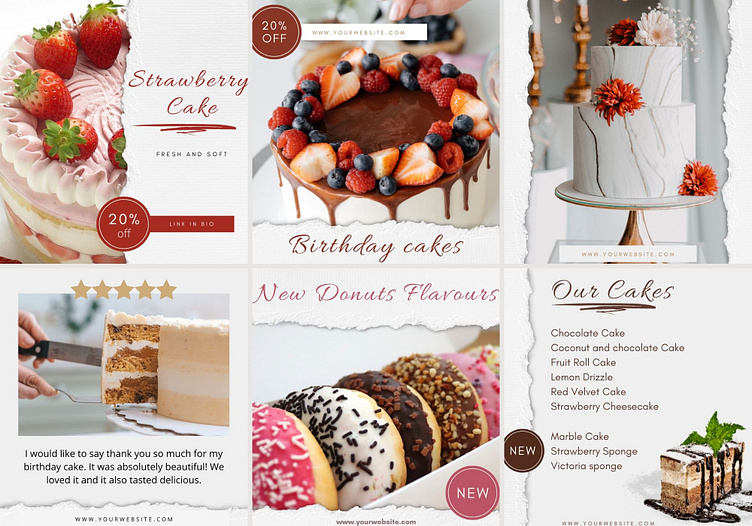 Strawberry
Cake
FRESH AND SOFT
20%
off
LINK IN BIO
20%
OFF
WWW.YOURWEBSITE.COM
Birthday cakes
WWW.YOURWEBSITE.COM
I would like to say thank you so much for my
birthday cake. It was absolutely beautiful! We
loved it and it also tasted delicious.
WWW.YOURWEBSITE.COM
New Donuts Flavours
NEW
www.yourwebsite.com
Our Cakes
Chocolate Cake
Coconut and chocolate Cake
Fruit Roll Cake
Lemon Drizzle
Red Velvet Cake
Strawberry Cheesecake
NEW
Marble Cake
Strawberry Sponge
Victoria sponge
WWW.YOURWEBSITE.COM